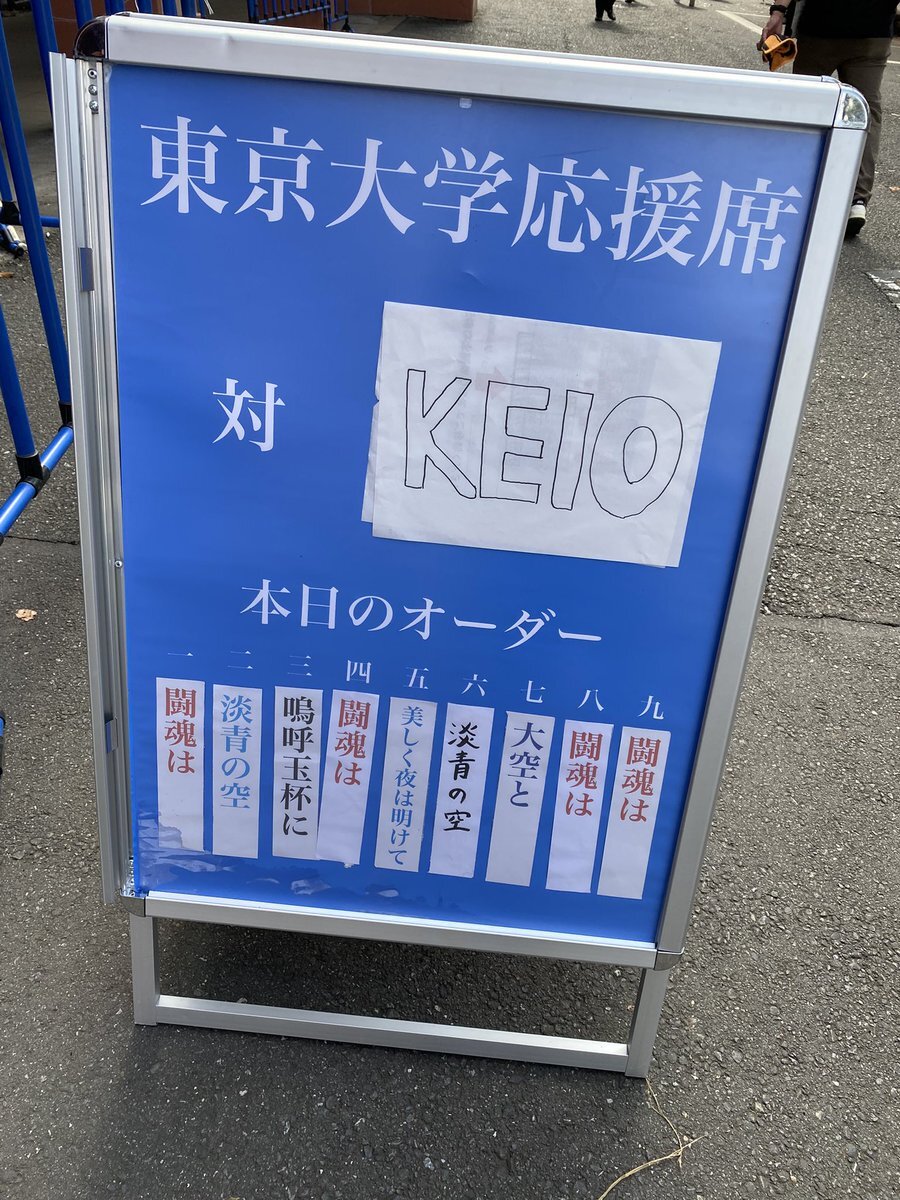 東京大学応援席
対 KEIO
本日のオーダー
一 二 三 四 五 六 七 八 九
闘魂は
淡青の空
嗚呼玉杯に
闘魂は
美しく夜は明けて
淡青の空
大空と
闘魂は
闘魂は